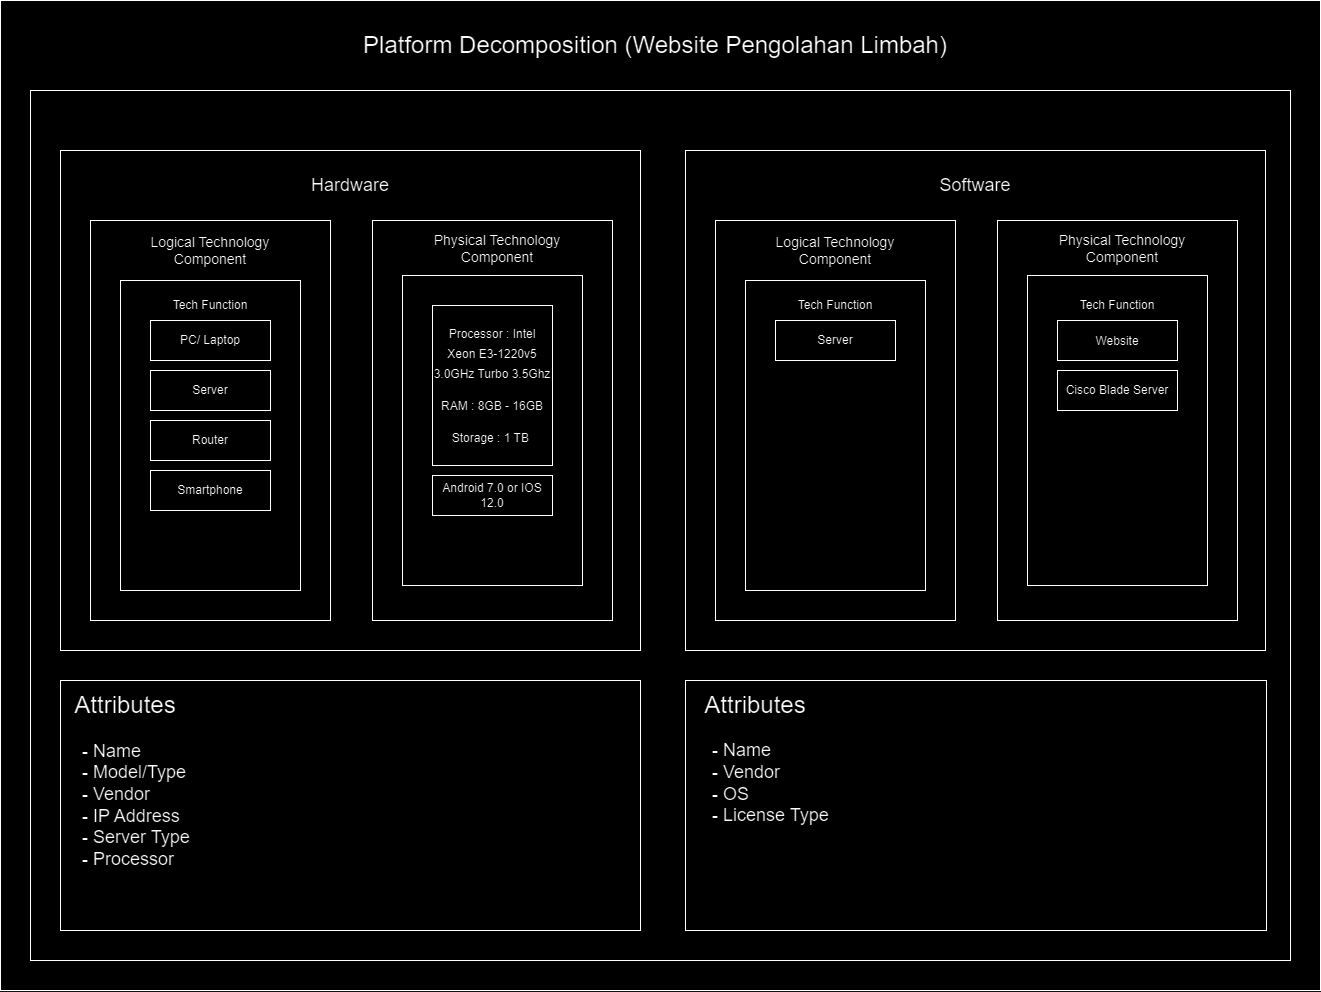 Platform Decomposition (Website Pengolahan Limbah)
Hardware
Logical Technology
Component
Tech Function
PC/ Laptop
Server
Router
Smartphone
Physical Technology
Component
Processor : Intel
Xeon E3-1220v5
3.0GHz Turbo 3.5Ghz
RAM : 8GB - 16GB
Storage : 1 TB
Android 7.0 or IOS
12.0
Software
Logical Technology
Component
Tech Function
Server
Physical Technology
Component
Tech Function
Website
Cisco Blade Server
Attributes
- Name
- Model/Type
- Vendor
- IP Address
- Server Type
- Processor
Attributes
- Name
- Vendor
- OS
- License Type